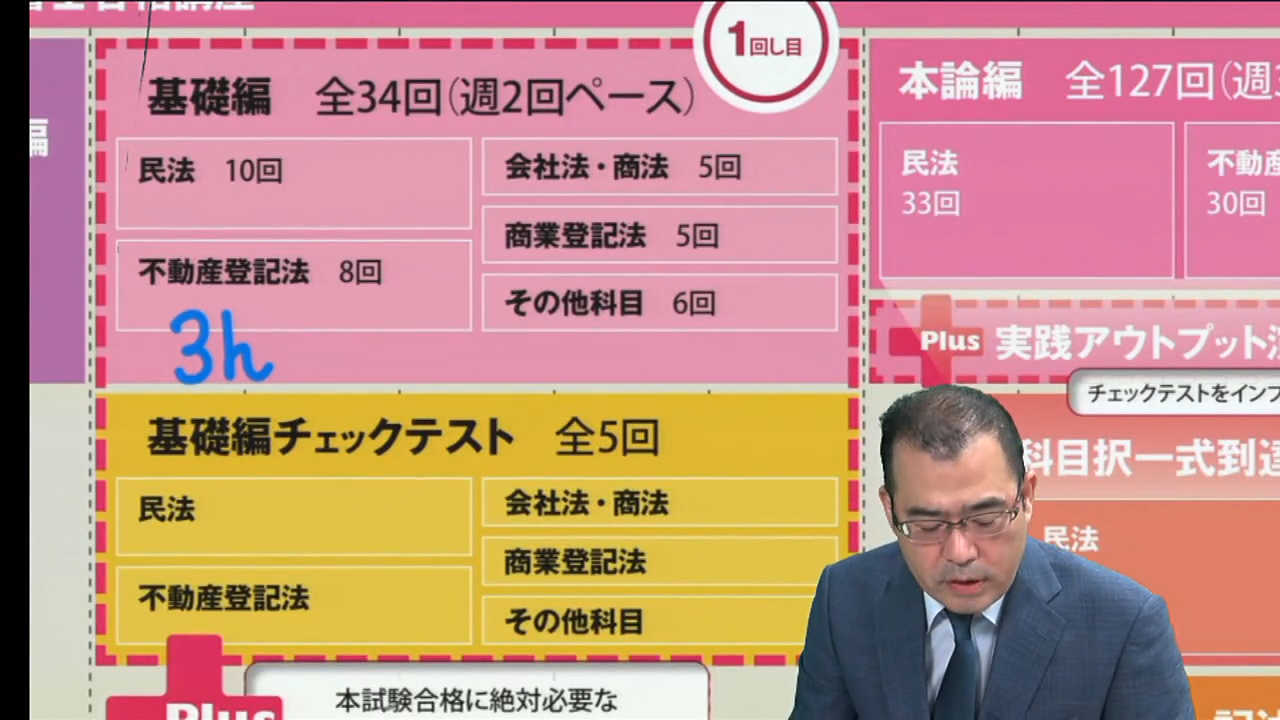 1回し目
基礎編 全34回(週2回ペース)
民法 10回
不動産登記法 8回
会社法・商法 5回
商業登記法 5回
その他科目 6回
3h
基礎編チェックテスト 全5回
民法
不動産登記法
会社法・商法
商業登記法
その他科目
Plus
本試験合格に絶対必要な
本論編 全127回(週
民法
33回
不動産
30回
Plus 実践アウトプット
チェックテストをインプ
科目択一式到達
民法